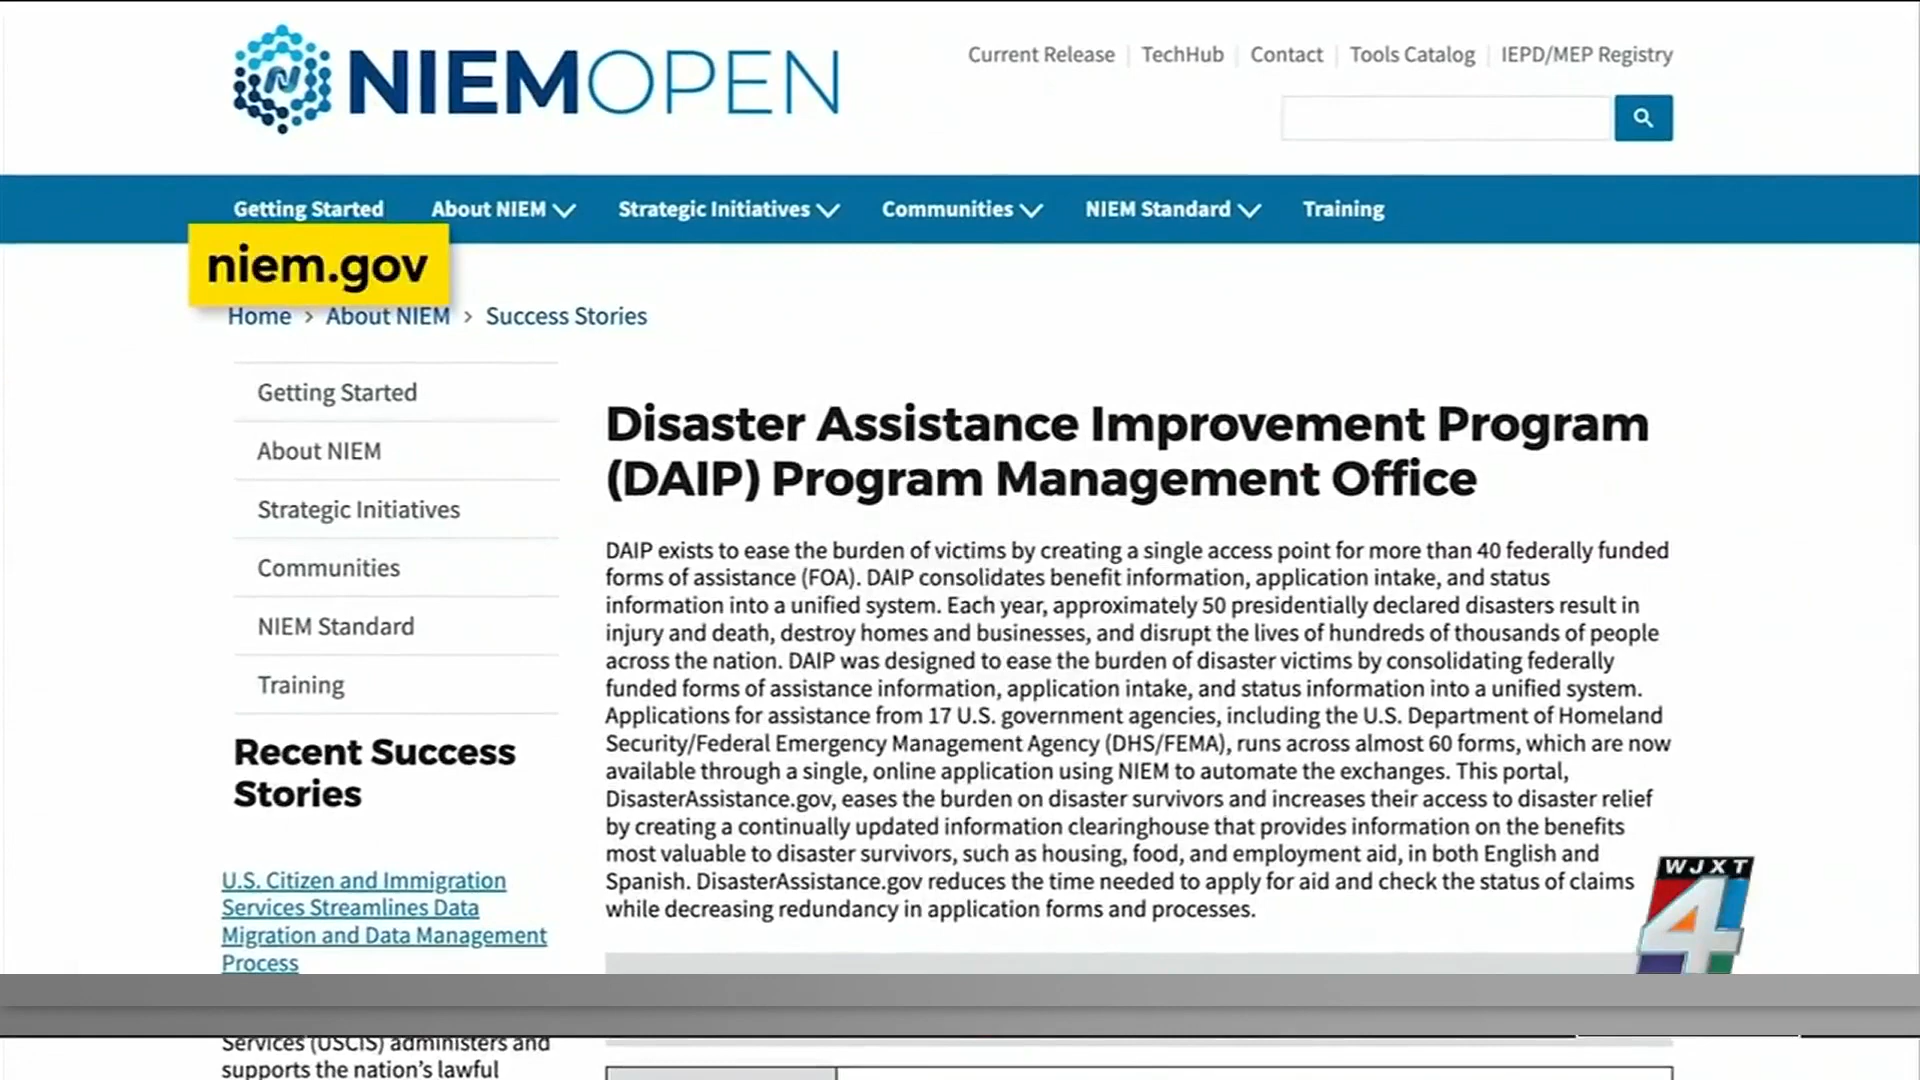 NIEMOPEN
Current Release
TechHub
Contact
Tools Catalog
IEPD/MEP Registry
Getting Started
About NIEM
Strategic Initiatives
Communities
NIEM Standard
Training
niem.gov
Home > About NIEM > Success Stories
Getting Started
About NIEM
Strategic Initiatives
Communities
NIEM Standard
Training
Recent Success
Stories
U.S. Citizen and Immigration
Services Streamlines Data
Migration and Data Management
Process
Services (USCIS) administers and
supports the nation's lawful
Disaster Assistance Improvement Program
(DAIP) Program Management Office
DAIP exists to ease the burden of victims by creating a single access point for more than 40 federally funded
forms of assistance (FOA). DAIP consolidates benefit information, application intake, and status
information into a unified system. Each year, approximately 50 presidentially declared disasters result in
injury and death, destroy homes and businesses, and disrupt the lives of hundreds of thousands of people
across the nation. DAIP was designed to ease the burden of disaster victims by consolidating federally
funded forms of assistance information, application intake, and status information into a unified system.
Applications for assistance from 17 U.S. government agencies, including the U.S. Department of Homeland
Security/Federal Emergency Management Agency (DHS/FEMA), runs across almost 60 forms, which are now
available through a single, online application using NIEM to automate the exchanges. This portal,
DisasterAssistance.gov, eases the burden on disaster survivors and increases their access to disaster relief
by creating a continually updated information clearinghouse that provides information on the benefits
most valuable to disaster survivors, such as housing, food, and employment aid, in both English and
Spanish. DisasterAssistance.gov reduces the time needed to apply for aid and check the status of claims
while decreasing redundancy in application forms and processes.
WJXT
4